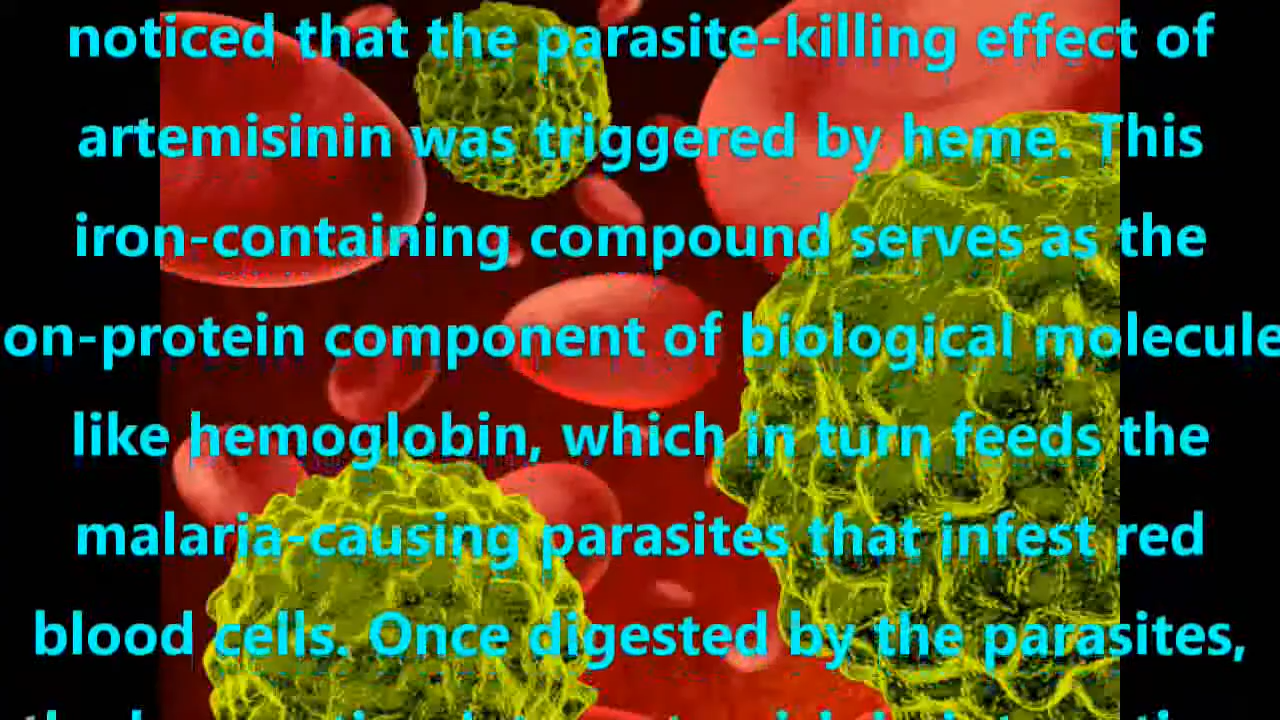 noticed that the parasite-killing effect of
artemisinin was triggered by heme. This
iron-containing compound serves as the
on-protein component of biological molecule
like hemoglobin, which in turn feeds the
malaria-causing parasites that infest red
blood cells. Once digested by the parasites,